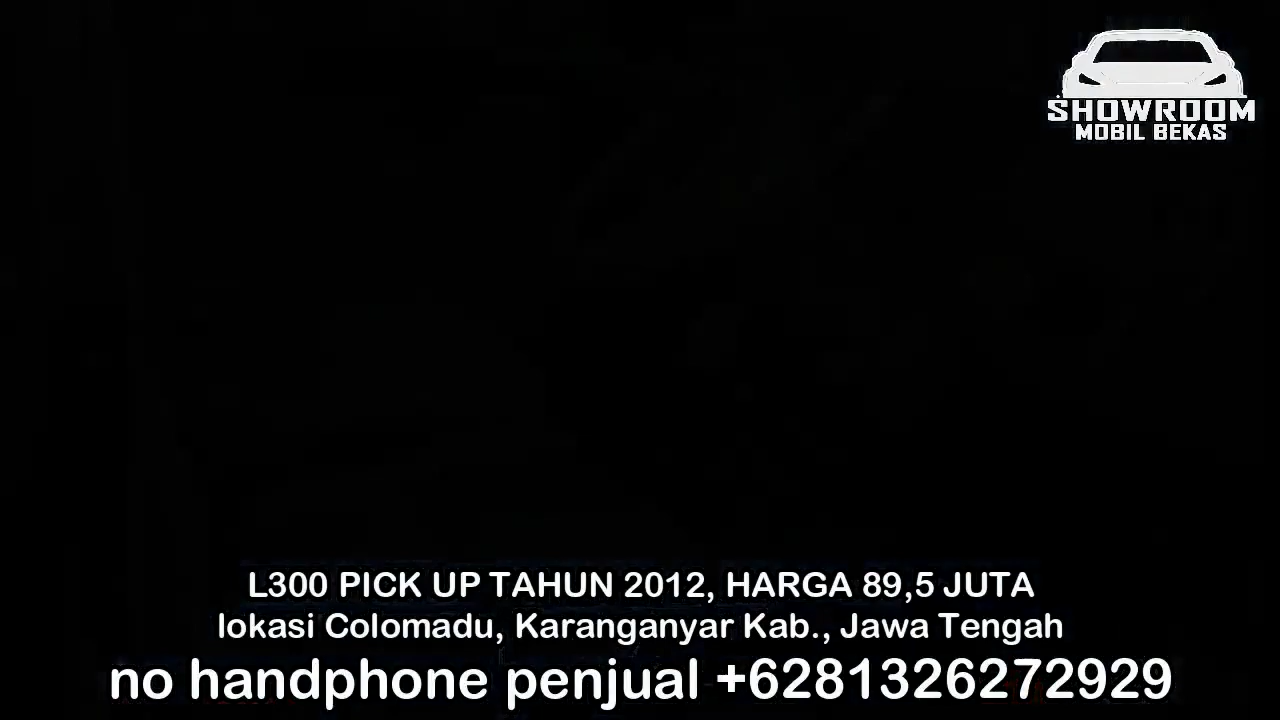 SHOWROOM
MOBIL BEKAS
L300 PICK UP TAHUN 2012, HARGA 89,5 JUTA
lokasi Colomadu, Karanganyar Kab., Jawa Tengah
no handphone penjual +6281326272929